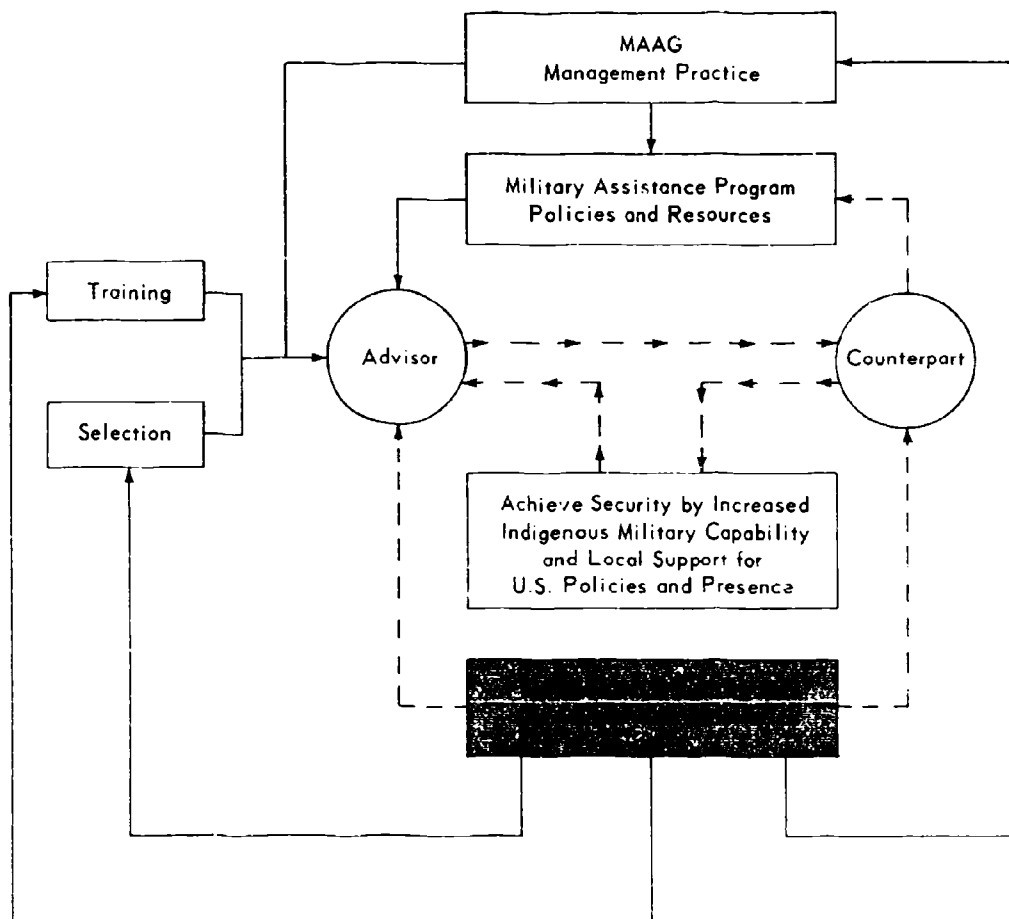 MAAG
Management Practice
Military Assistance Program
Policies and Resources
Training
Advisor
Counterpart
Selection
Achieve Security by Increased
Indigenous Military Capability
and Local Support for
U.S. Policies and Presence